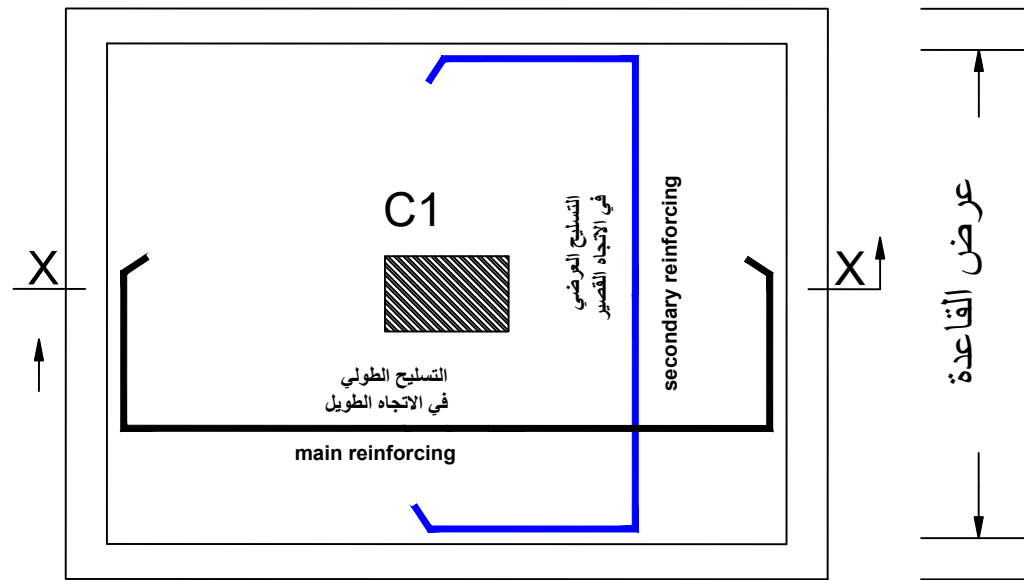 C1
X
X
التسليح العرضي
في الاتجاه القصير
secondary reinforcing
عرض القاعدة
التسليح الطولي
في الاتجاه الطويل
main reinforcing